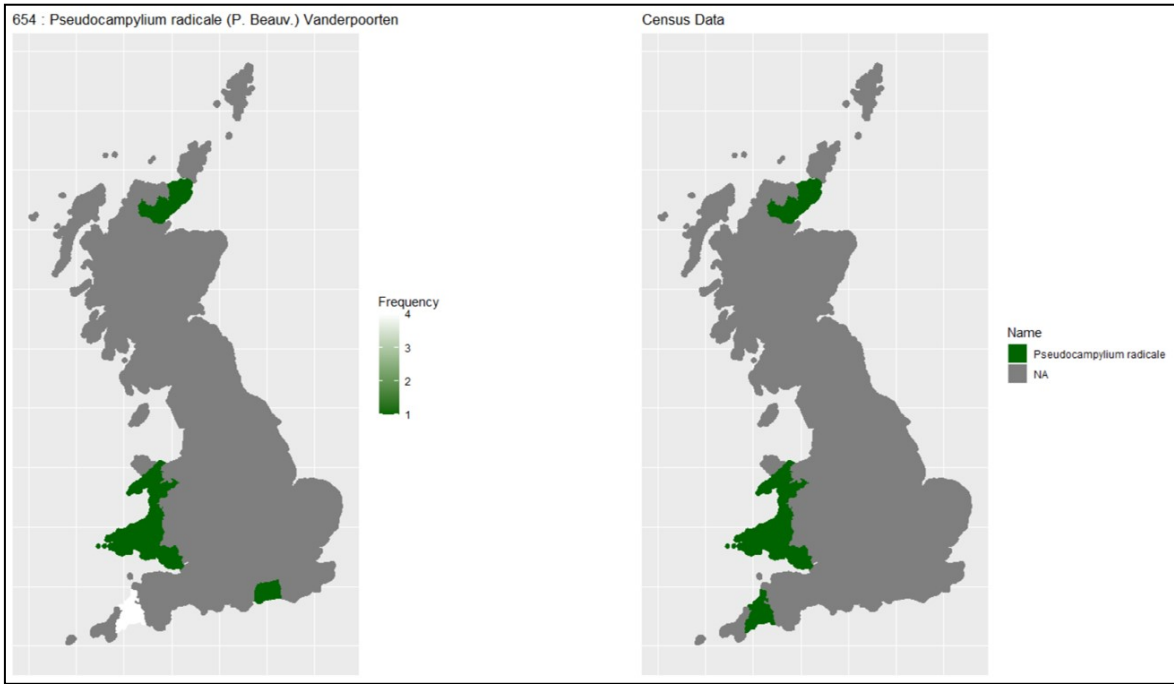 654 : Pseudocampylium radicale (P. Beauv.) Vanderpoorten
Census Data
Frequency
4
3
2
1
Name
Pseudocampylium radicale
NA